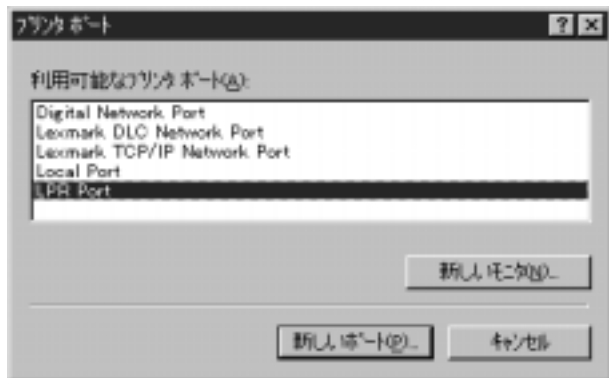 プリンタ ポート
利用可能なプリンタ ポート(A):
Digital Network Port
Lexmark DLC Network Port
Lexmark TCP/IP Network Port
Local Port
LPR Port
新しいモニタ(N)...
新しいポート(P)...
キャンセル